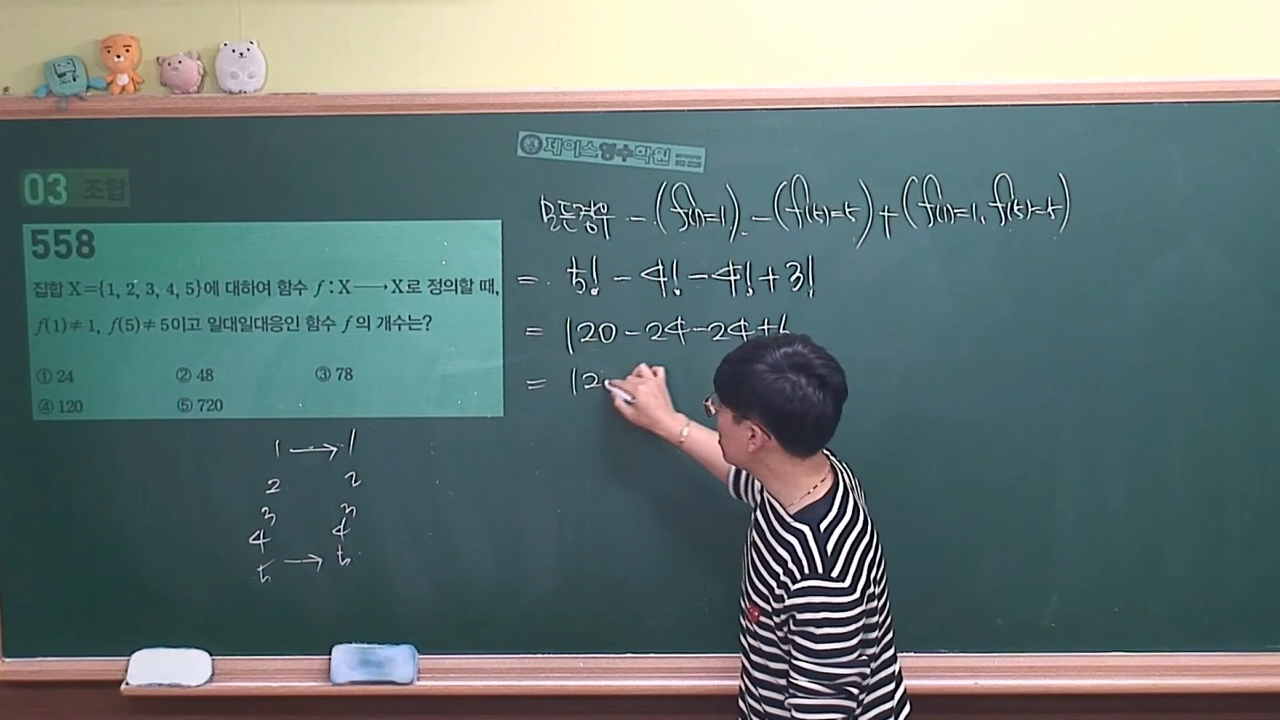 제이스영수학원
03 조합
558
집합 X={1, 2, 3, 4, 5}에 대하여 함수 f : X ⟶ X로 정의할 때,
f(1)≠1, f(5)≠5이고 일대일대응인 함수 f 의 개수는?
① 24 ② 48 ③ 78
④ 120 ⑤ 720
모든경우 - (f(1)=1) - (f(5)=5) + (f(1)=1, f(5)=5)
= 5! - 4! - 4! + 3!
= 120 - 24 - 24 + 6
= 12
1 → 1
2 2
3 3
4 4
5 → 5